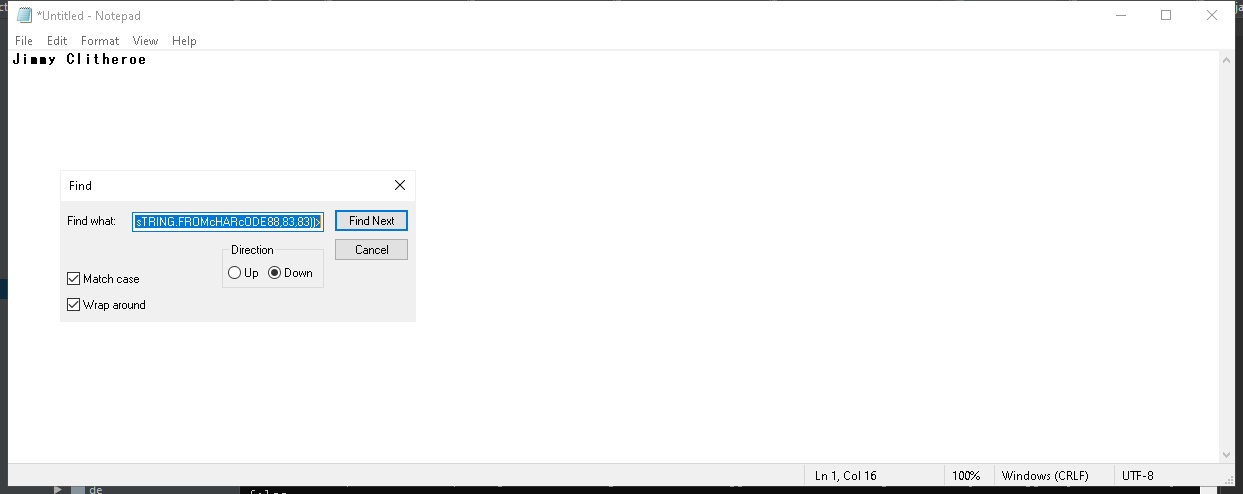 *Untitled - Notepad
File Edit Format View Help
Jimmy Clitheroe
Find
Find what: sTRING.FROMcHARcODE88,83,83))> Find Next
Direction Cancel
Up Down
Match case
Wrap around
Ln 1, Col 16 100% Windows (CRLF) UTF-8
de